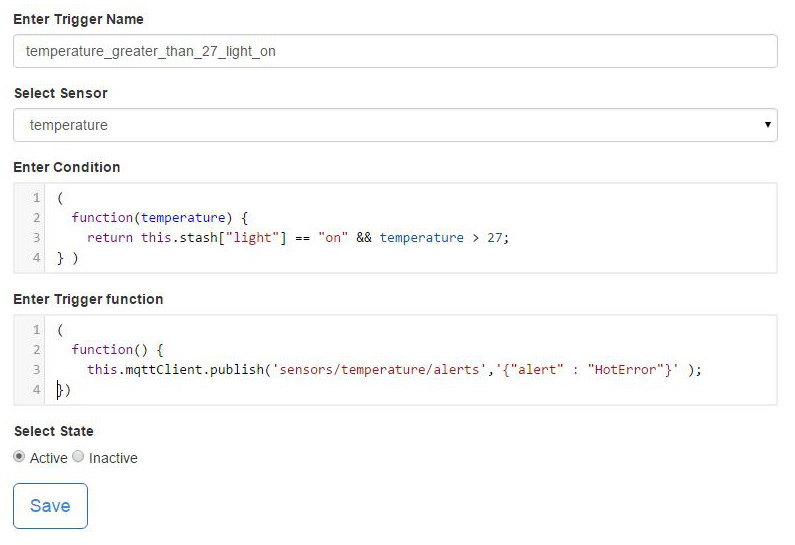 Enter Trigger Name
temperature_greater_than_27_light_on
Select Sensor
temperature
Enter Condition
1 (
2 function(temperature) {
3 return this.stash["light"] == "on" && temperature > 27;
4 } )
Enter Trigger function
1 (
2 function() {
3 this.mqttClient.publish('sensors/temperature/alerts','{"alert" : "HotError"}' );
4 })
Select State
Active Inactive
Save